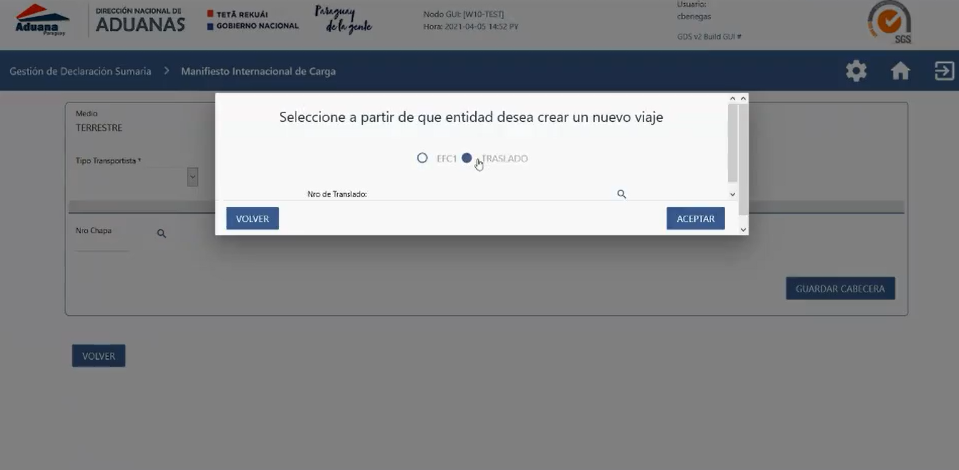 Aduana
Paraguay
DIRECCIÓN NACIONAL DE
ADUANAS
TETÃ REKUÁI
GOBIERNO NACIONAL
Paraguay
de la gente
Nodo GUI: [W10-TEST]
Hora: 2021-04-05 14:52 PY
Usuario:
cbenegas
GDS v2 Build GUI #
SGS
Gestión de Declaración Sumaria > Manifiesto Internacional de Carga
Medio
TERRESTRE
Tipo Transportista *
Nro Chapa
Seleccione a partir de que entidad desea crear un nuevo viaje
EFC1 TRASLADO
Nro de Translado:
VOLVER ACEPTAR
GUARDAR CABECERA
VOLVER